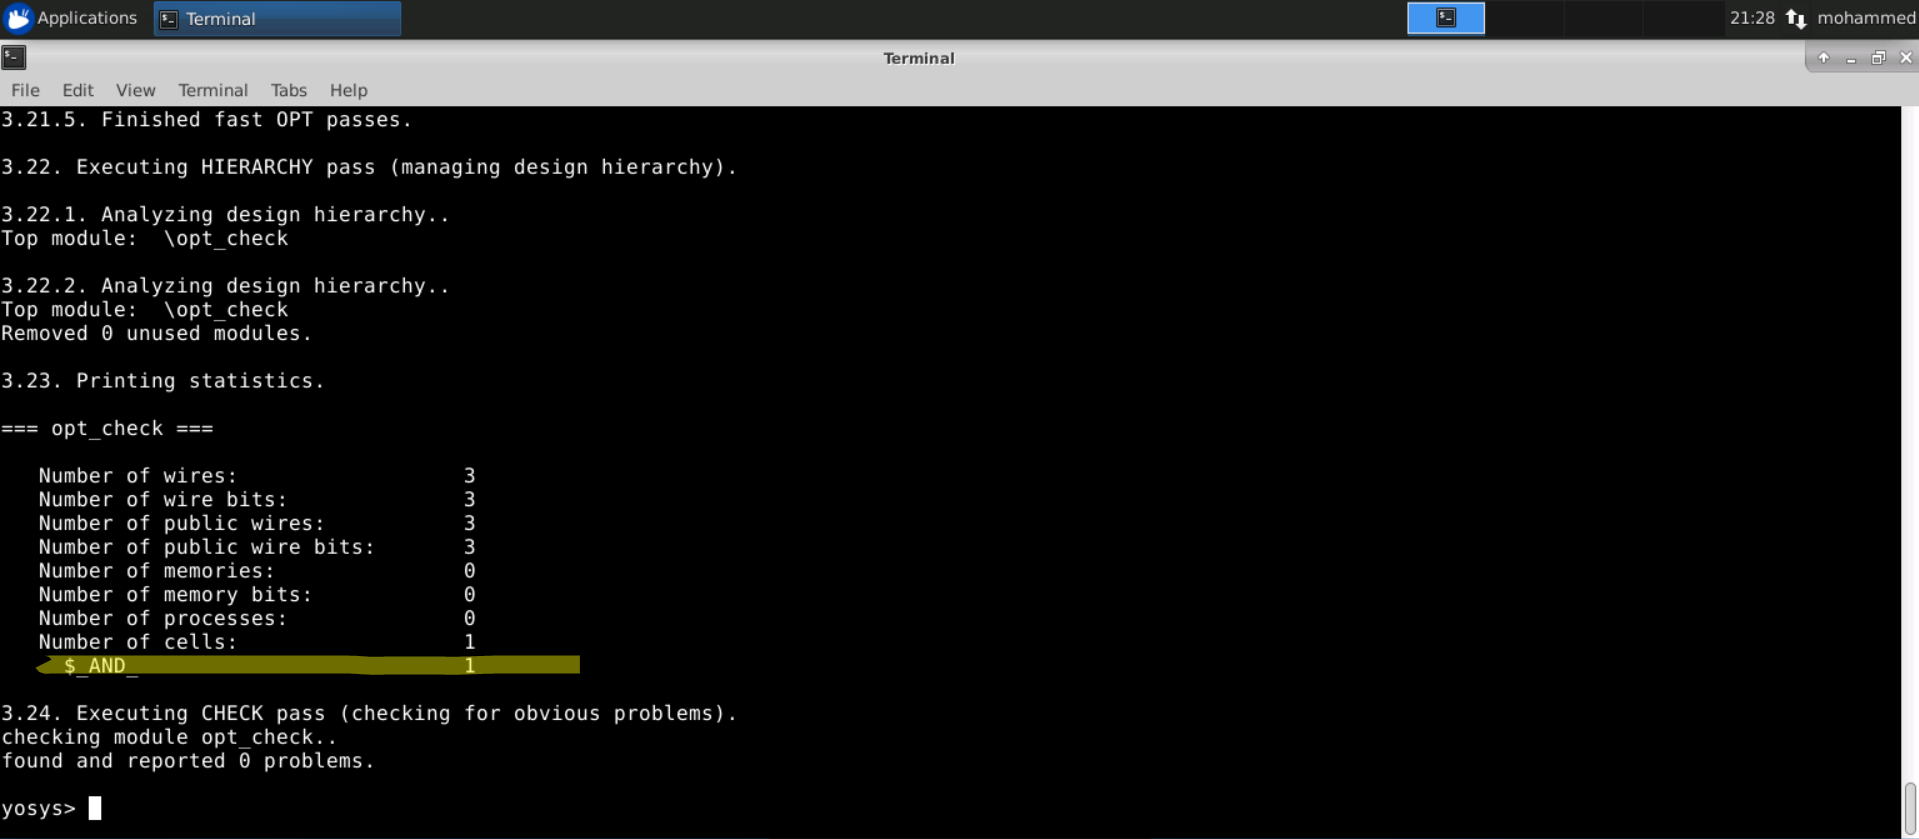 Applications Terminal 21:28 mohammed
Terminal
File Edit View Terminal Tabs Help
3.21.5. Finished fast OPT passes.
3.22. Executing HIERARCHY pass (managing design hierarchy).
3.22.1. Analyzing design hierarchy..
Top module:  \opt_check
3.22.2. Analyzing design hierarchy..
Top module:  \opt_check
Removed 0 unused modules.
3.23. Printing statistics.
=== opt_check ===
Number of wires: 3
Number of wire bits: 3
Number of public wires: 3
Number of public wire bits: 3
Number of memories: 0
Number of memory bits: 0
Number of processes: 0
Number of cells: 1
$_AND_ 1
3.24. Executing CHECK pass (checking for obvious problems).
checking module opt_check..
found and reported 0 problems.
yosys>